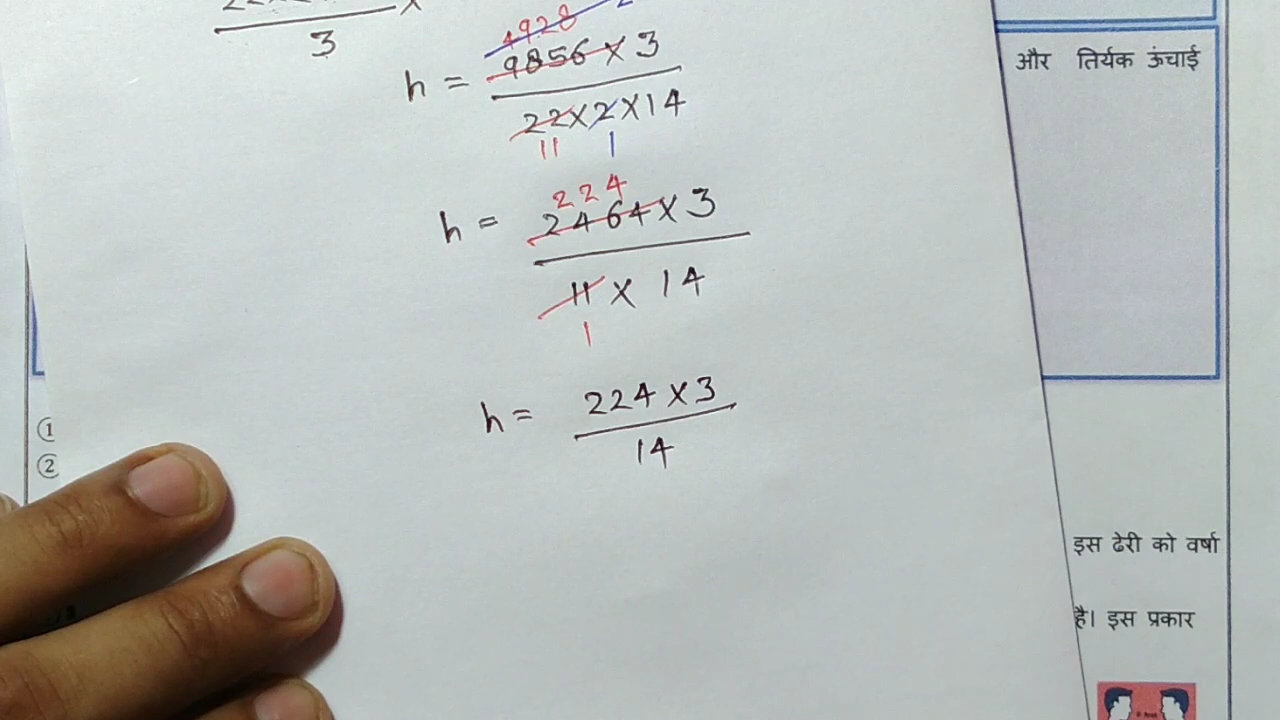 3
4928
h = 9856 × 3
22 × 2 × 14
11 1
224
h = 2464 × 3
11 × 14
1
h = 224 × 3
14
और तिर्यक ऊंचाई
①
②
इस ढेरी को वर्षा
है। इस प्रकार